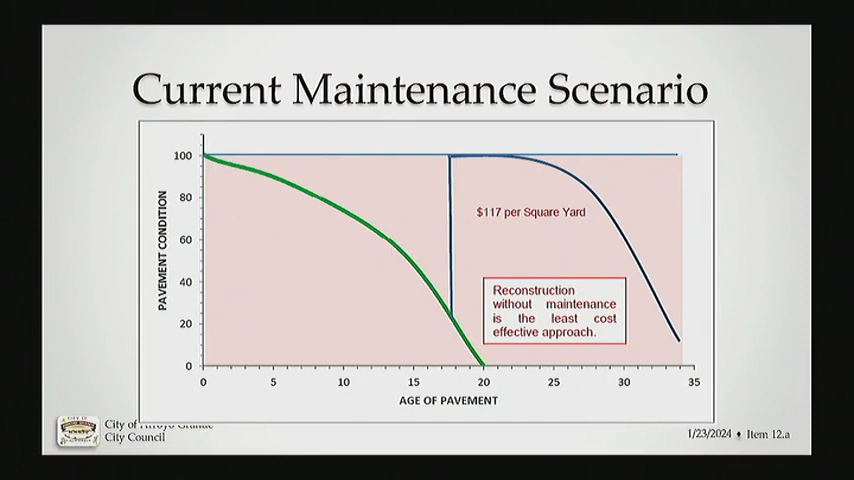 Current Maintenance Scenario
100
80
60
40
20
0
PAVEMENT CONDITION
$117 per Square Yard
Reconstruction
without maintenance
is the least cost
effective approach.
0 5 10 15 20 25 30 35
AGE OF PAVEMENT
City of Arroyo Grande
City Council
1/23/2024 • Item 12.a